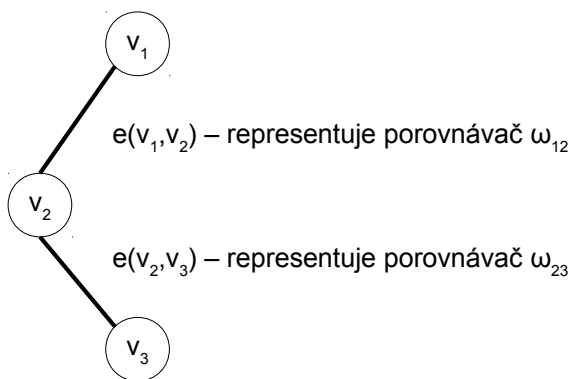 v₁
e(v₁,v₂) – representuje porovnávač ω₁₂
v₂
e(v₂,v₃) – representuje porovnávač ω₂₃
v₃